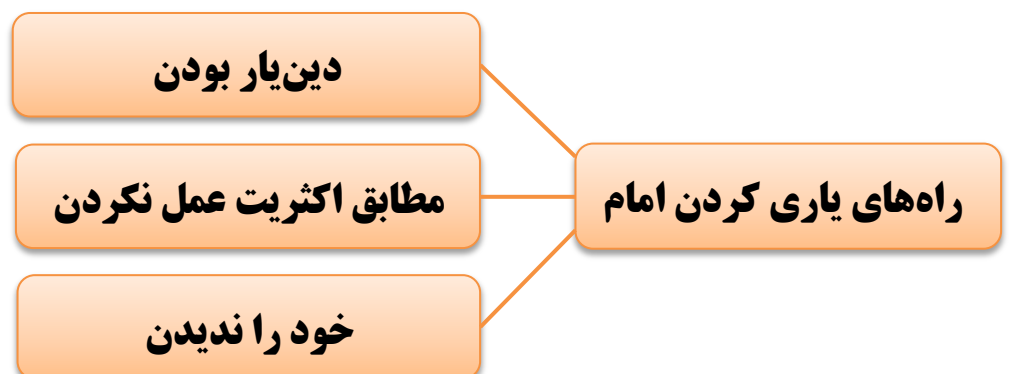 راه‌های یاری کردن امام
دین‌یار بودن
مطابق اکثریت عمل نکردن
خود را ندیدن